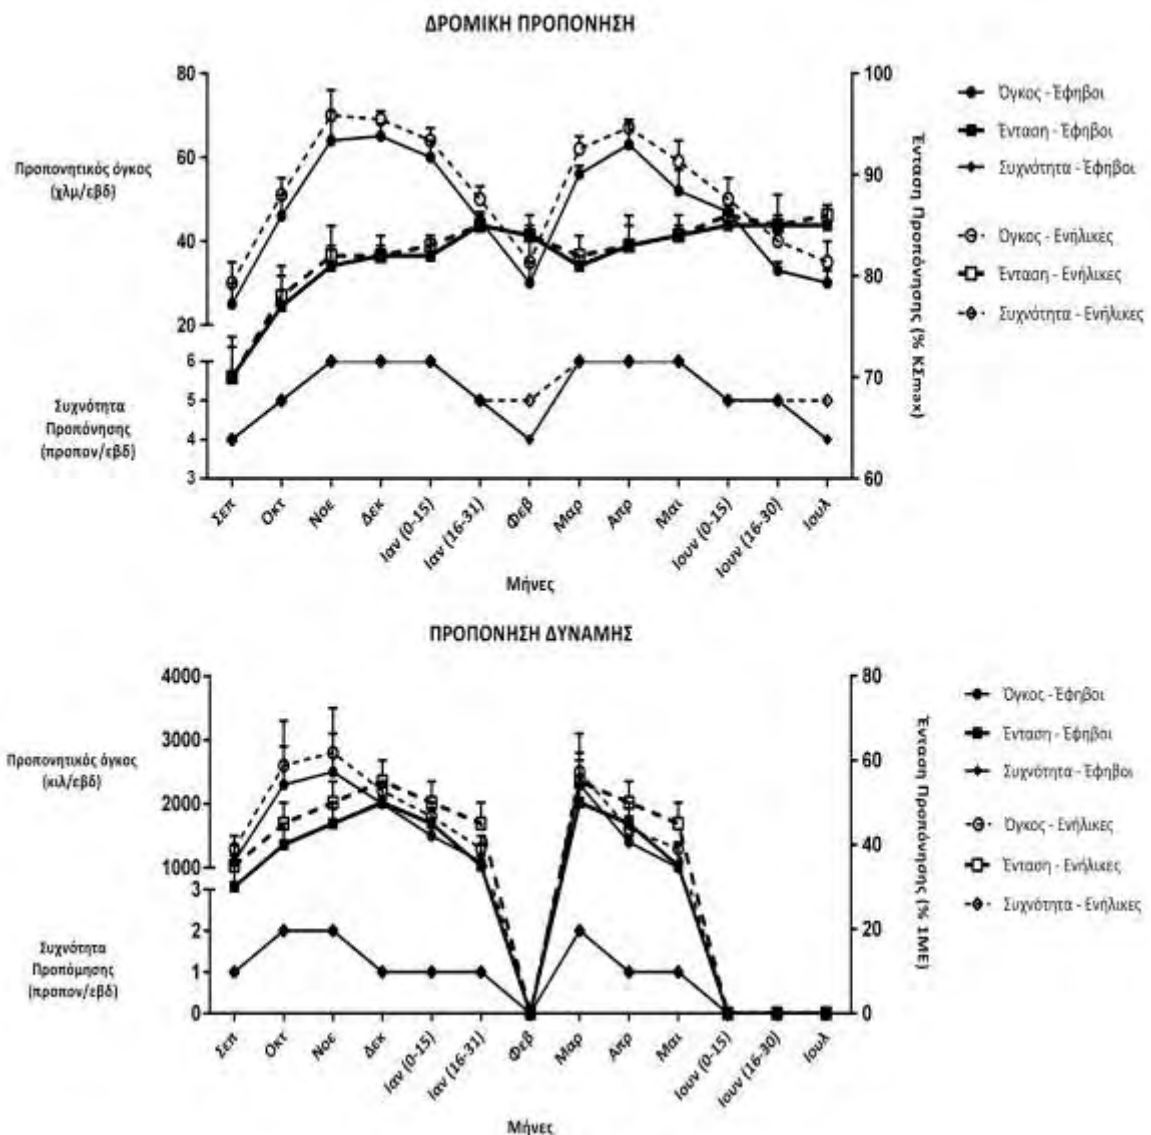 ΔΡΟΜΙΚΗ ΠΡΟΠΟΝΗΣΗ
Προπονητικός όγκος
(χλμ/εβδ)
80
60
40
20
Συχνότητα
Προπόνησης
(προπον/εβδ)
6
5
4
3
100
90
80
70
60
Ένταση Προπόνησης (% ΚΣmax)
Όγκος - Έφηβοι
Ένταση - Έφηβοι
Συχνότητα - Έφηβοι
Όγκος - Ενήλικες
Ένταση - Ενήλικες
Συχνότητα - Ενήλικες
Σεπ
Οκτ
Νοε
Δεκ
Ιαν (0-15)
Ιαν (16-31)
Φεβ
Μαρ
Απρ
Μαι
Ιουν (0-15)
Ιουν (16-30)
Ιουλ
Μήνες
ΠΡΟΠΟΝΗΣΗ ΔΥΝΑΜΗΣ
Προπονητικός όγκος
(κιλ/εβδ)
4000
3000
2000
1000
Συχνότητα
Προπόμησης
(προπον/εβδ)
3
2
1
0
80
60
40
20
0
Ένταση Προπόνησης (% 1ΜΕ)
Όγκος - Έφηβοι
Ένταση - Έφηβοι
Συχνότητα - Έφηβοι
Όγκος - Ενήλικες
Ένταση - Ενήλικες
Συχνότητα - Ενήλικες
Σεπ
Οκτ
Νοε
Δεκ
Ιαν (0-15)
Ιαν (16-31)
Φεβ
Μαρ
Απρ
Μαι
Ιουν (0-15)
Ιουν (16-30)
Ιουλ
Μήνες